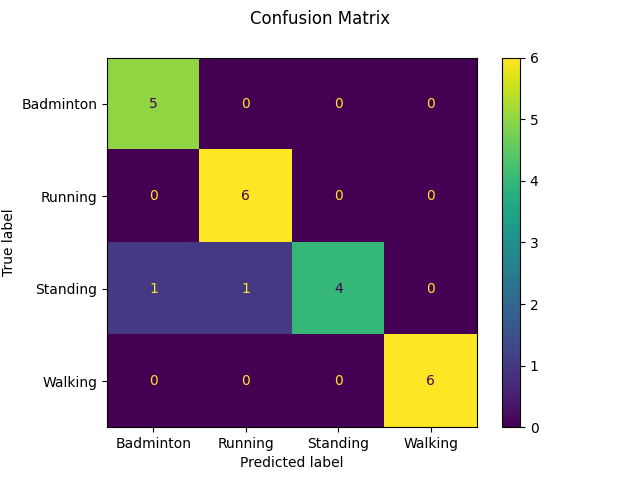 Confusion Matrix
True label
Badminton 5 0 0 0
Running 0 6 0 0
Standing 1 1 4 0
Walking 0 0 0 6
Badminton Running Standing Walking
Predicted label
6
5
4
3
2
1
0